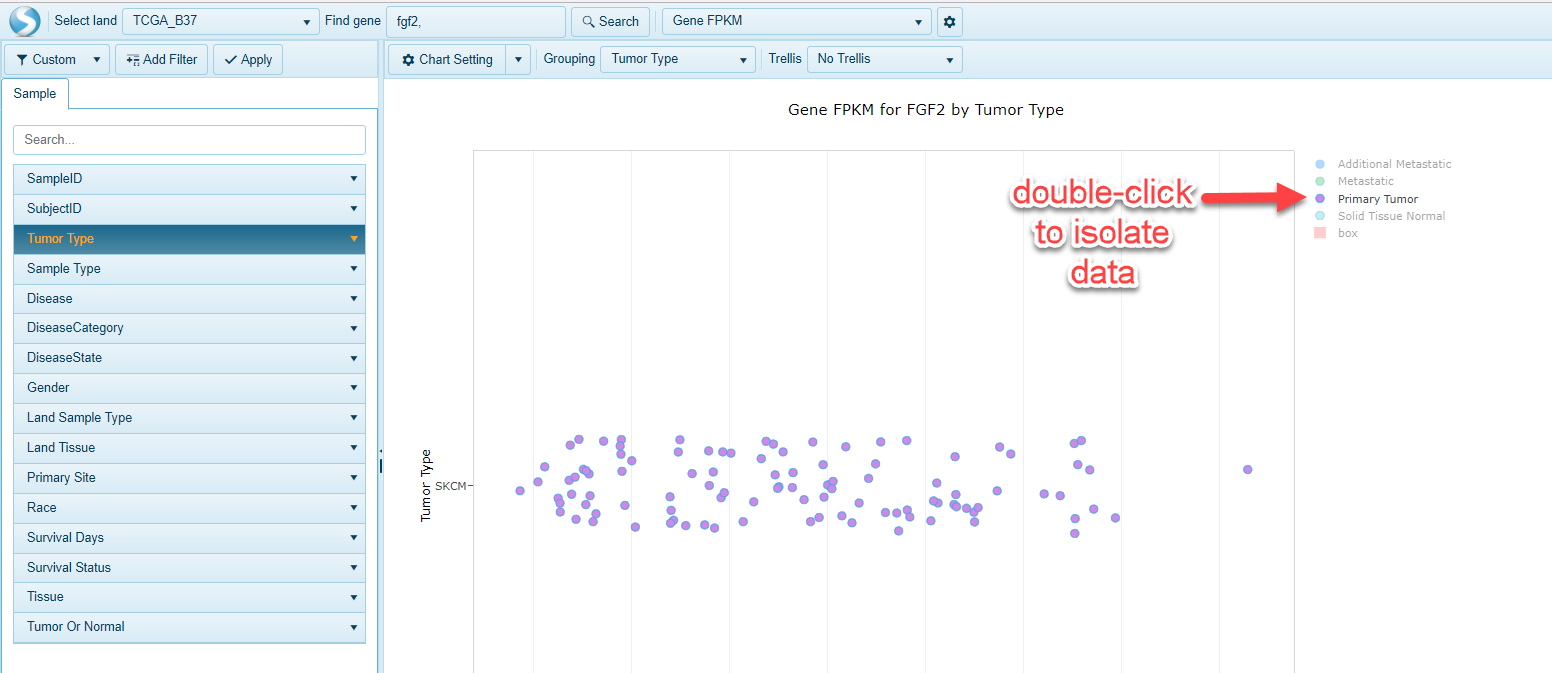 Select land TCGA_B37 Find gene fgf2, Search Gene FPKM
Custom Add Filter Apply
Chart Setting Grouping Tumor Type Trellis No Trellis
Sample
Search...
SampleID
SubjectID
Tumor Type
Sample Type
Disease
DiseaseCategory
DiseaseState
Gender
Land Sample Type
Land Tissue
Primary Site
Race
Survival Days
Survival Status
Tissue
Tumor Or Normal
Gene FPKM for FGF2 by Tumor Type
double-click
to isolate
data
Additional Metastatic
Metastatic
Primary Tumor
Solid Tissue Normal
box
Tumor Type
SKCM